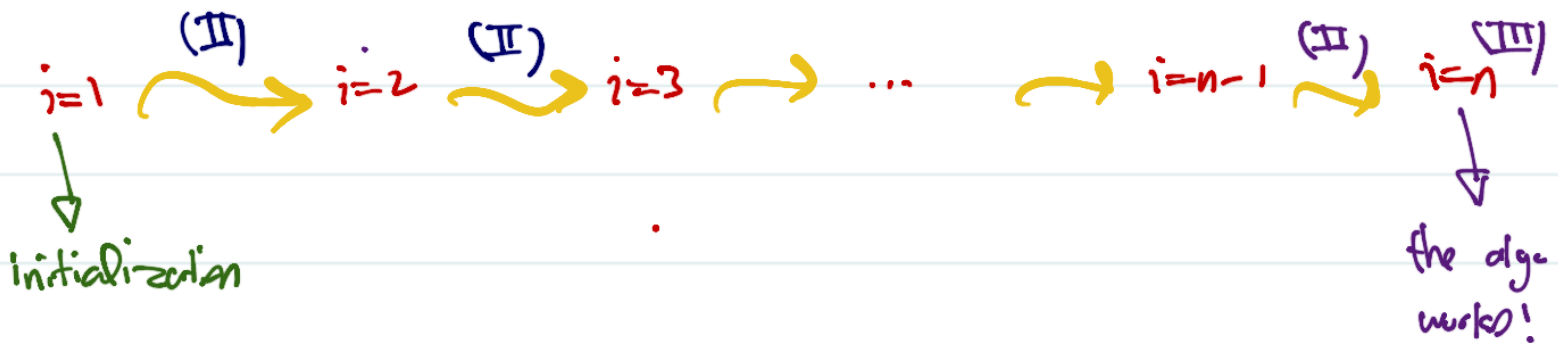 (II) (II) (II) (III)
i=1 i=2 i=3 ... i=n-1 i=n
initialization
the algo
works!